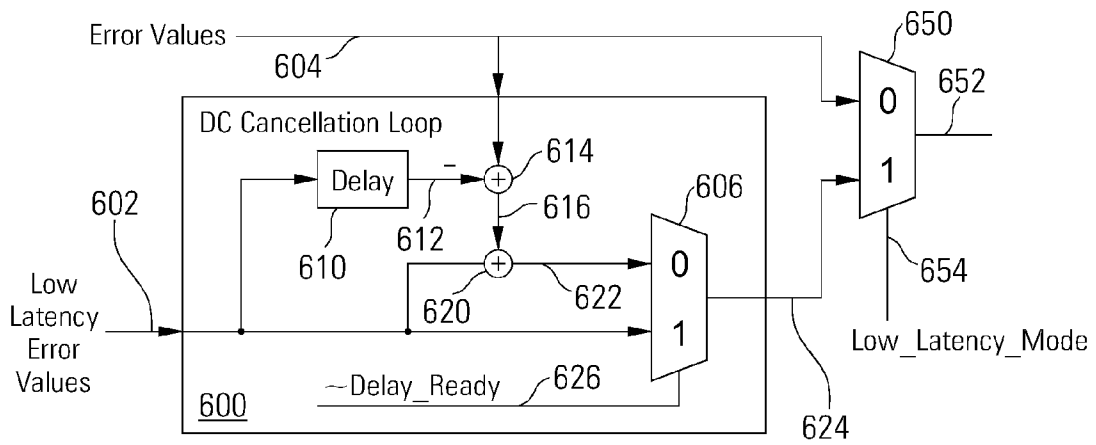 Error Values
604
650
652
0
1
DC Cancellation Loop
−
+
614
Delay
612
610
616
606
602
+
620
622
0
1
654
Low
Latency
Error
Values
Low_Latency_Mode
~Delay_Ready
626
600
624